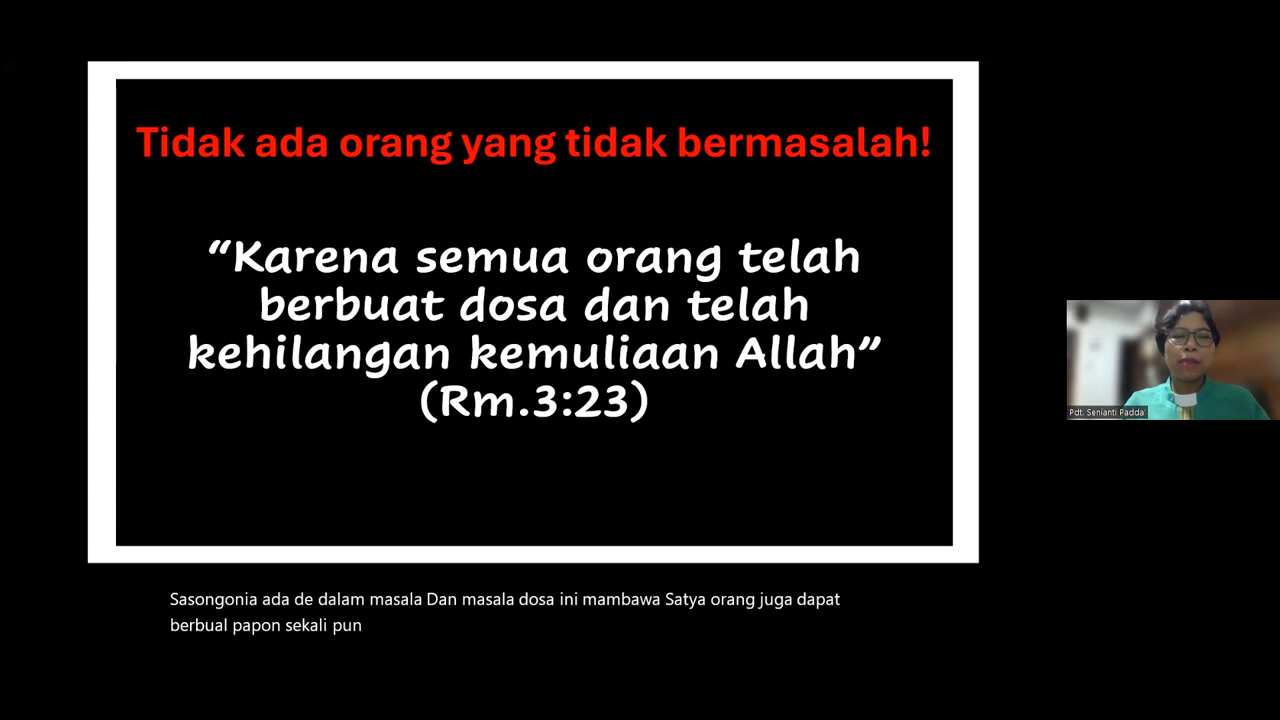 Tidak ada orang yang tidak bermasalah!
“Karena semua orang telah
berbuat dosa dan telah
kehilangan kemuliaan Allah”
(Rm.3:23)
Pdt. Senianti Padda'
Sasongonia ada de dalam masala Dan masala dosa ini mambawa Satya orang juga dapat
berbual papon sekali pun